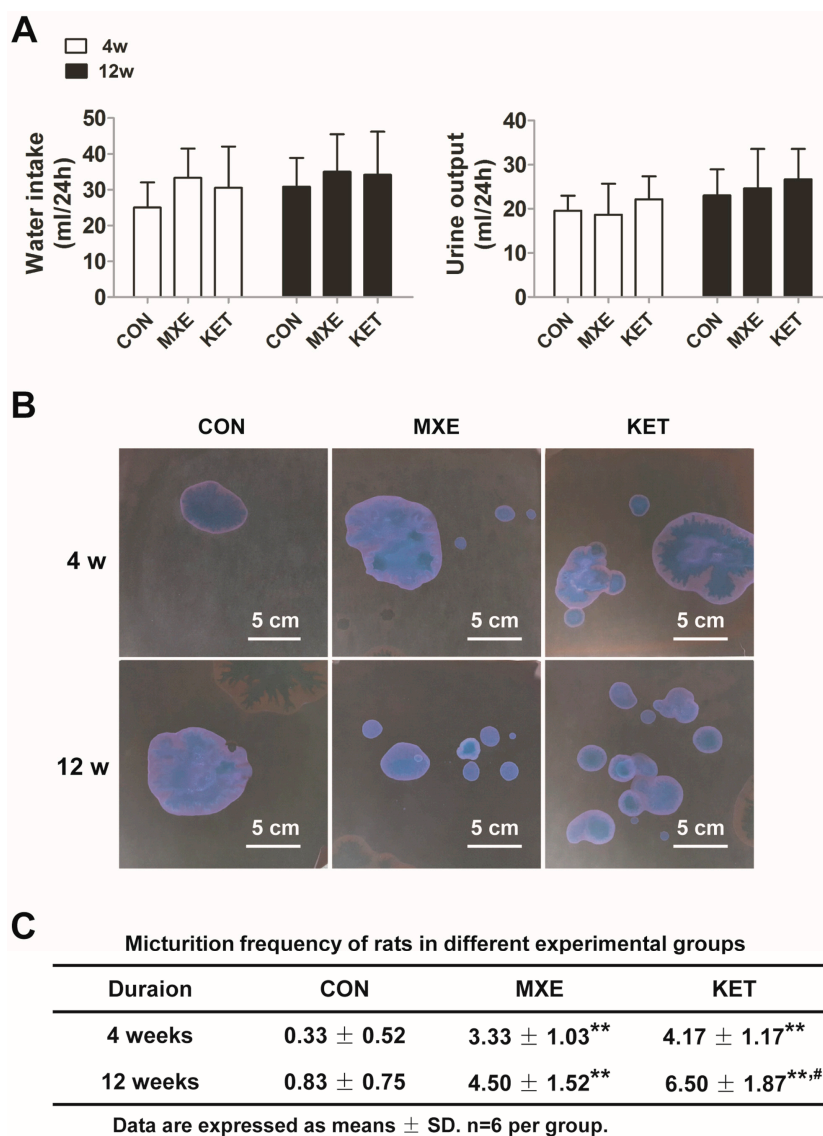 A
4w
12w
Water intake
(ml/24h)
50
40
30
20
10
0
CON MXE KET CON MXE KET
Urine output
(ml/24h)
40
30
20
10
0
CON MXE KET CON MXE KET
B
CON MXE KET
4 w
5 cm 5 cm 5 cm
12 w
5 cm 5 cm 5 cm
C
Micturition frequency of rats in different experimental groups
Duraion CON MXE KET
4 weeks 0.33 ± 0.52 3.33 ± 1.03** 4.17 ± 1.17**
12 weeks 0.83 ± 0.75 4.50 ± 1.52** 6.50 ± 1.87**,#
Data are expressed as means ± SD. n=6 per group.